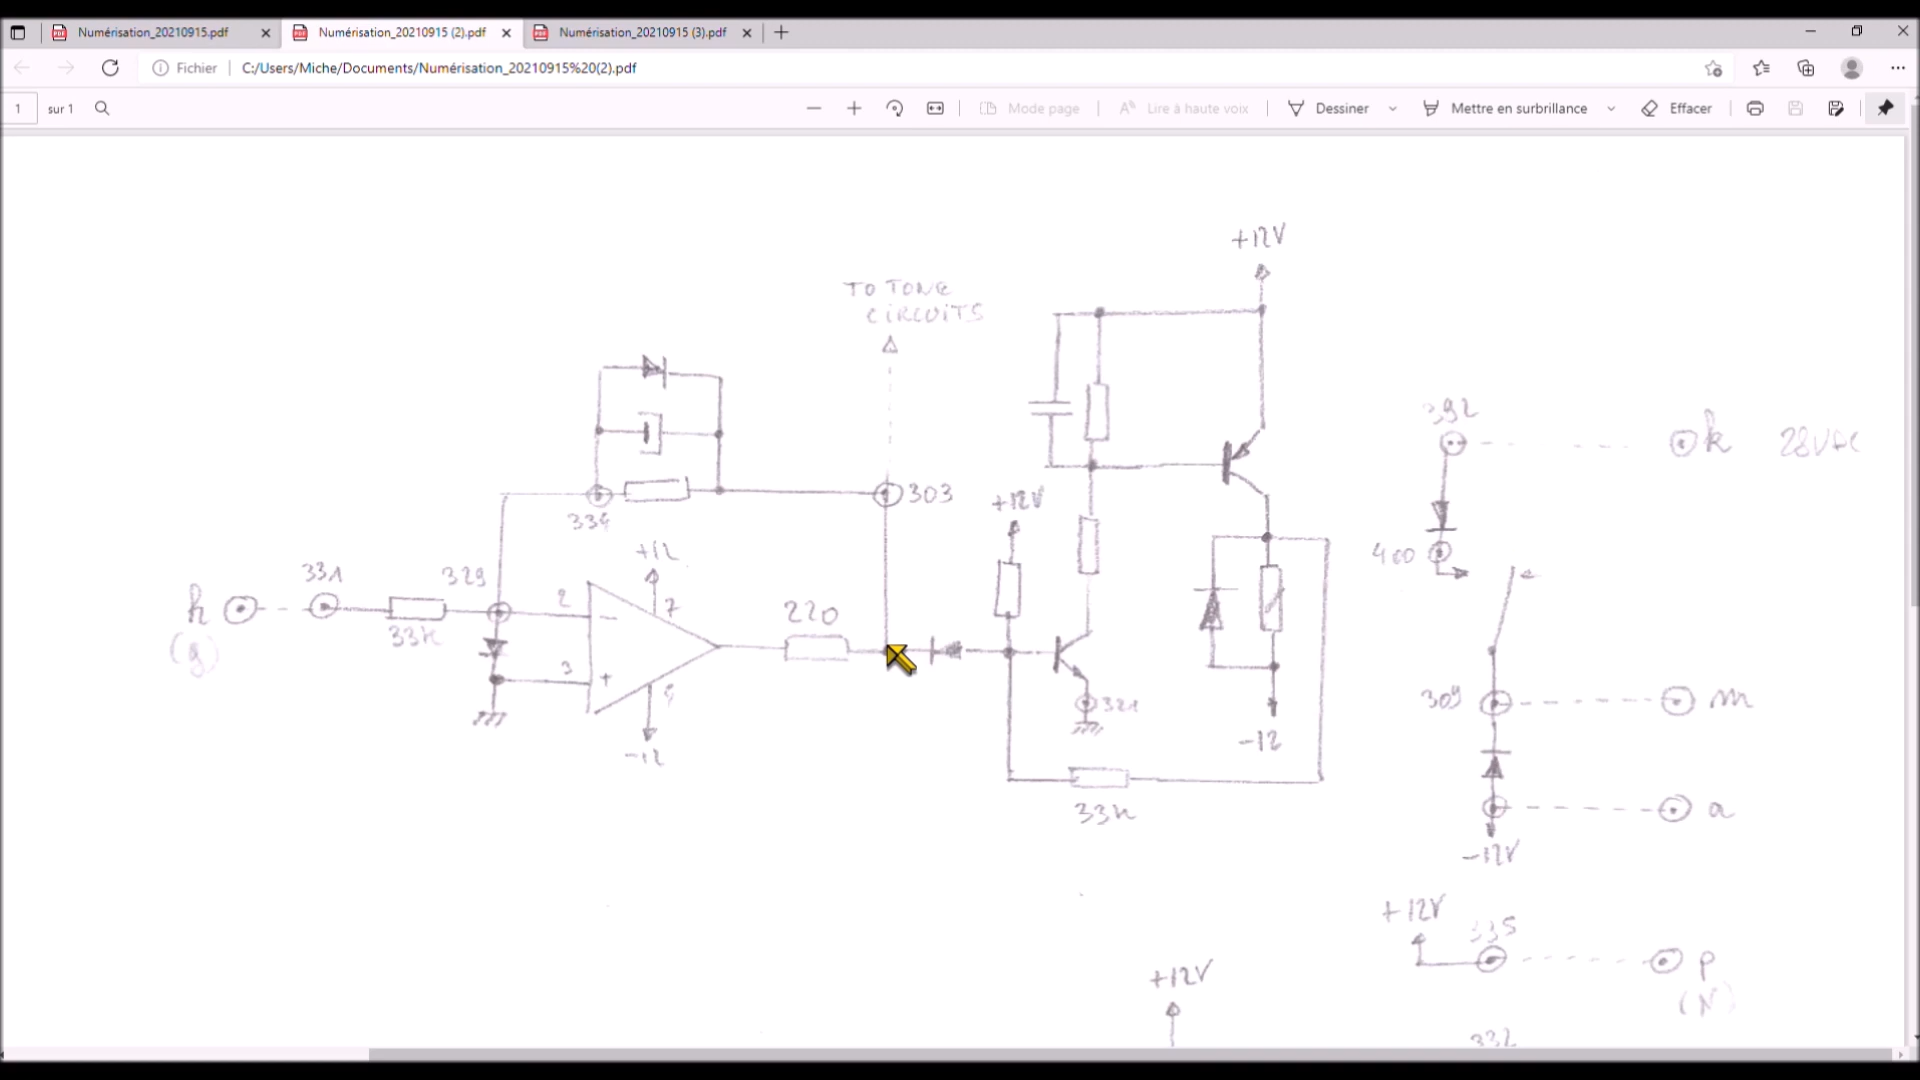 Numérisation_20210915.pdf
Numérisation_20210915 (2).pdf
Numérisation_20210915 (3).pdf
Fichier
C:/Users/Miche/Documents/Numérisation_20210915%20(2).pdf
1 sur 1
Mode page
Lire à haute voix
Dessiner
Mettre en surbrillance
Effacer
+12V
TO TONE
CIRCUITS
392
k 28VAC
334
303
+12V
+12
400
h
331
329
2
7
33k
220
(g)
3
+
321
309
m
-12
-12
33k
a
-12V
+12V
335
p
(N)
+12V
332